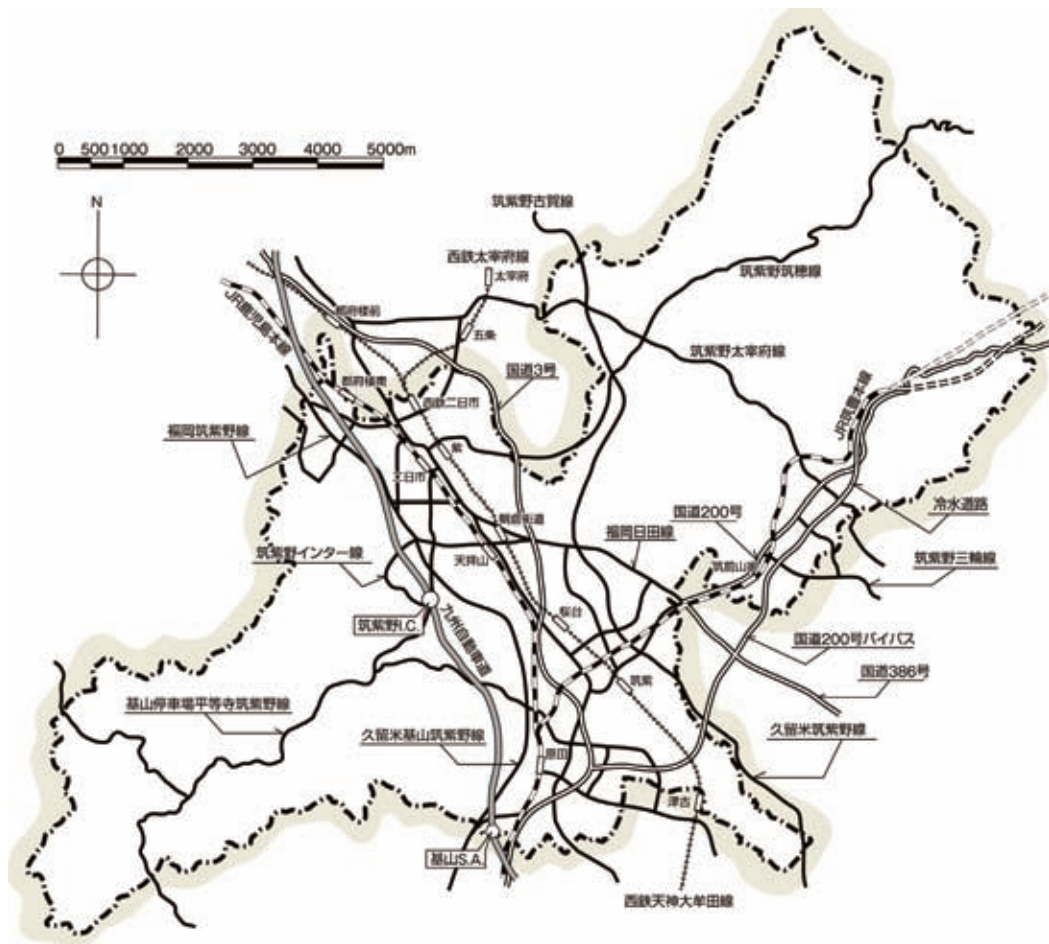 0 500 1000 2000 3000 4000 5000m
N
筑紫野古賀線
西鉄太宰府線
太宰府
筑紫野筑穂線
都府楼前
JR鹿児島本線
五条
筑紫野太宰府線
国道3号
都府楼南
西鉄二日市
JR筑豊本線
福岡筑紫野線
紫
二日市
冷水道路
国道200号
朝倉街道
福岡日田線
筑紫野インター線
天拝山
筑前山家
筑紫野三輪線
筑紫野I.C.
九州自動車道
桜台
国道200号バイパス
国道386号
筑紫
基山停車場平等寺筑紫野線
久留米基山筑紫野線
久留米筑紫野線
原田
津古
基山S.A.
西鉄天神大牟田線